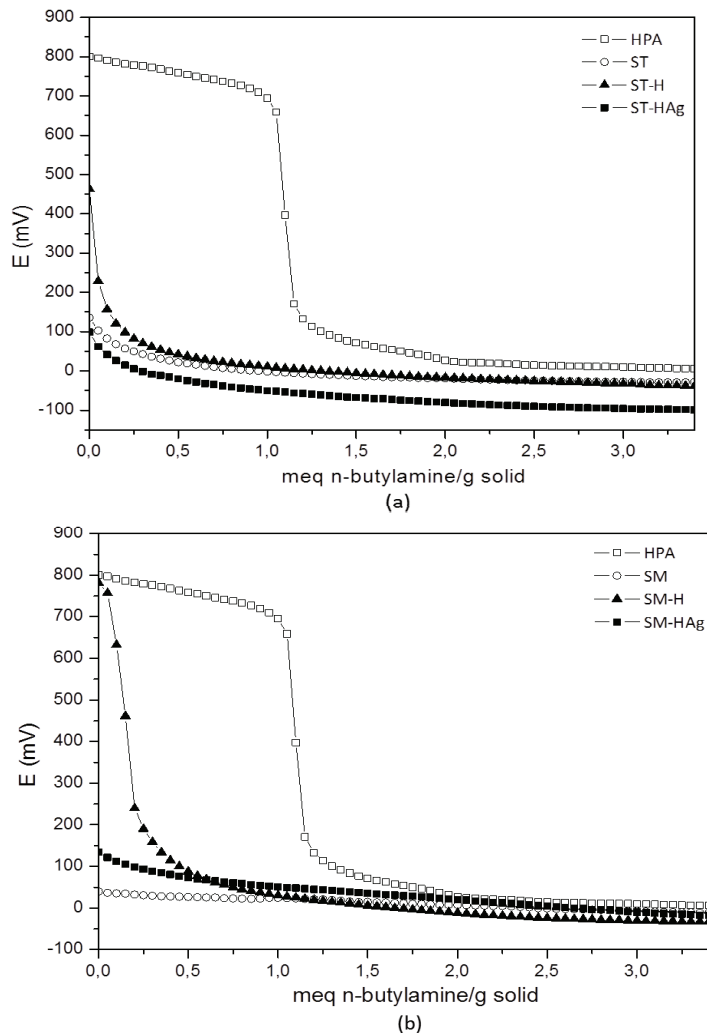 900
800
700
600
500
400
300
200
100
0
-100
E (mV)
HPA
ST
ST-H
ST-HAg
0,0 0,5 1,0 1,5 2,0 2,5 3,0
meq n-butylamine/g solid
(a)
900
800
700
600
500
400
300
200
100
0
-100
E (mV)
HPA
SM
SM-H
SM-HAg
0,0 0,5 1,0 1,5 2,0 2,5 3,0
meq n-butylamine/g solid
(b)